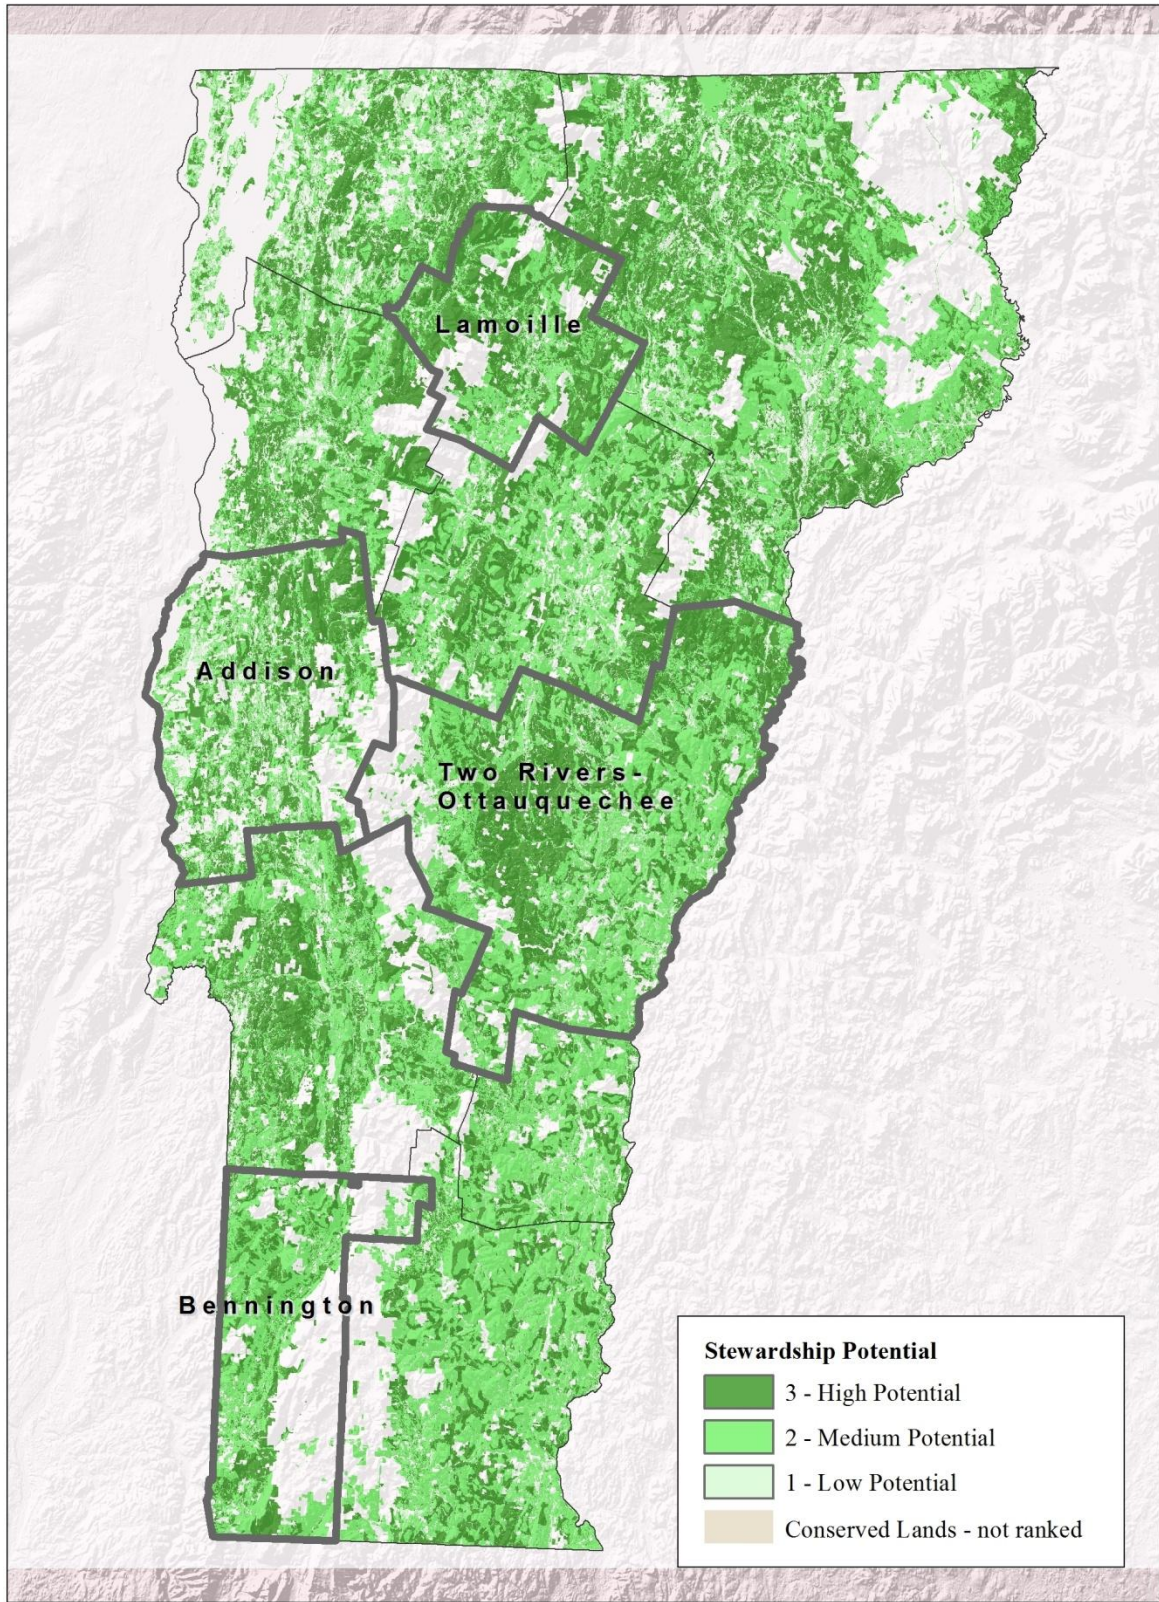 Lamoille
Addison
Two Rivers-
Ottauquechee
Bennington
Stewardship Potential
3 - High Potential
2 - Medium Potential
1 - Low Potential
Conserved Lands - not ranked